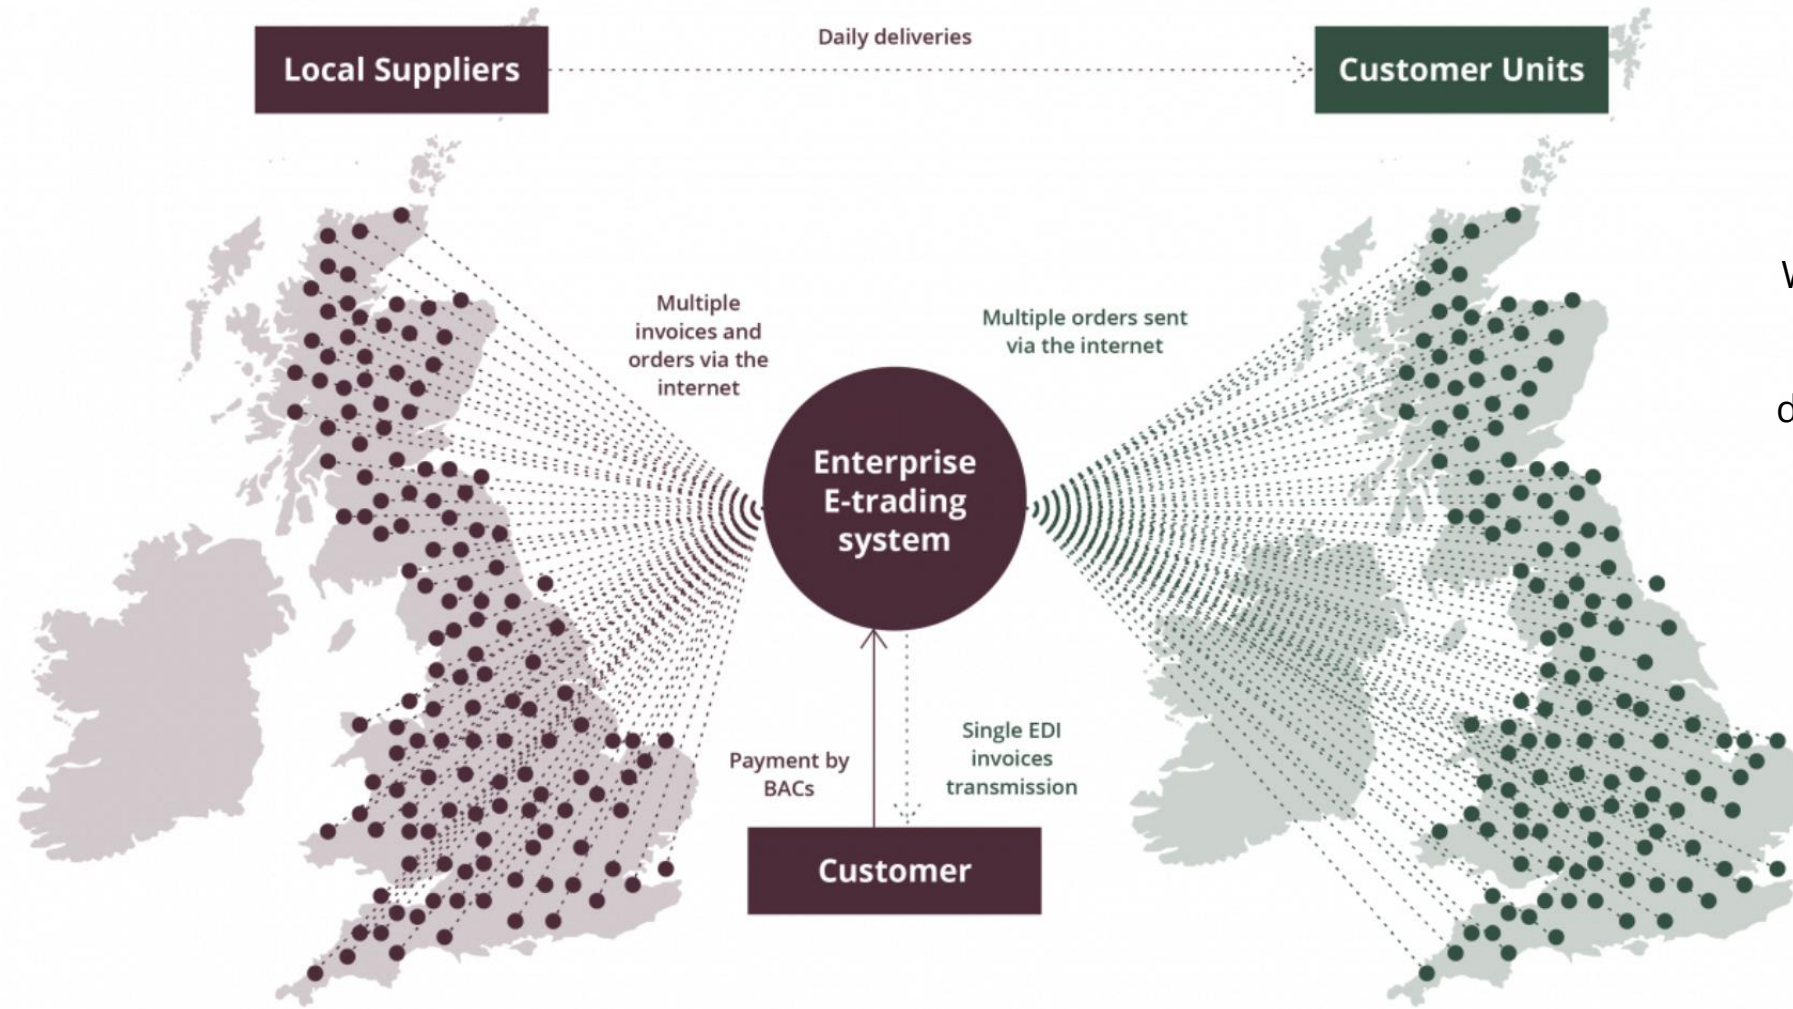 Local Suppliers
Daily deliveries
Customer Units
Multiple
invoices and
orders via the
internet
Multiple orders sent
via the internet
Enterprise
E-trading
system
Payment by
BACs
Single EDI
invoices
transmission
Customer